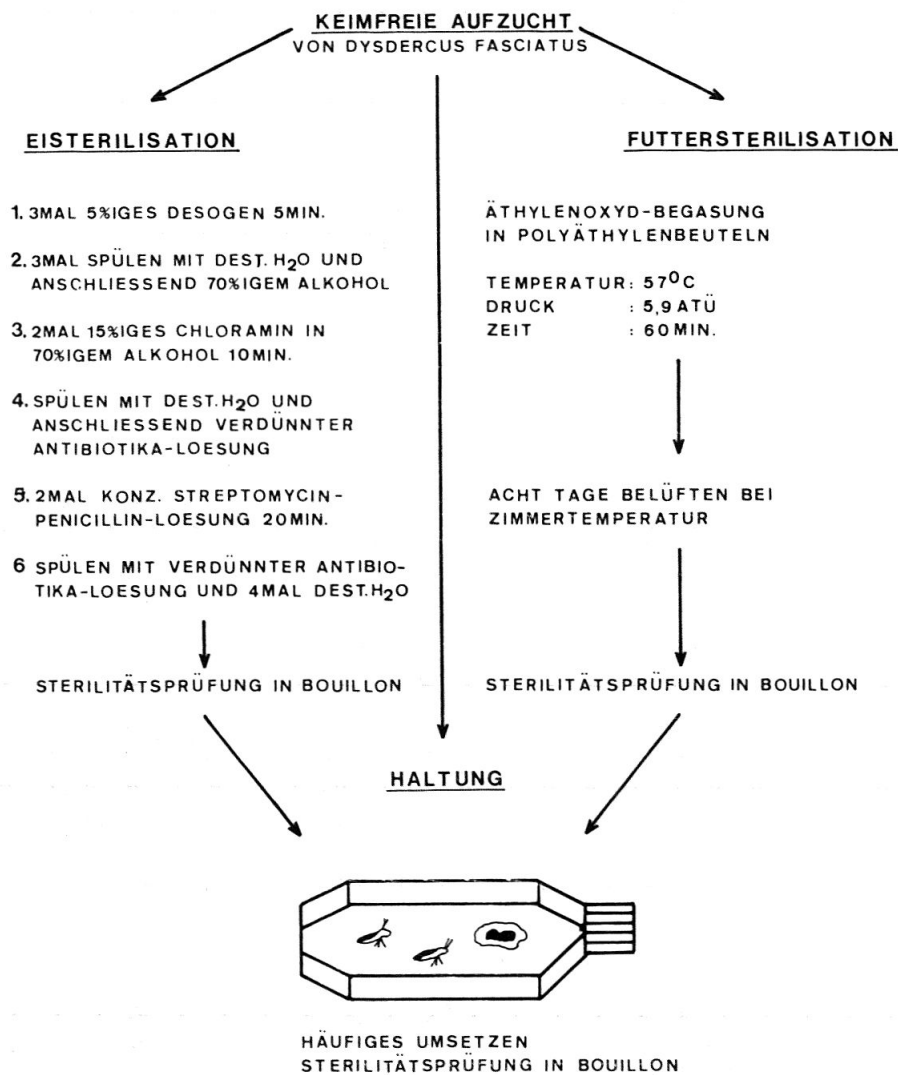 KEIMFREIE AUFZUCHT
VON DYSDERCUS FASCIATUS
EISTERILISATION
1. 3MAL 5%IGES DESOGEN 5MIN.
2. 3MAL SPÜLEN MIT DEST. H₂O UND
ANSCHLIESSEND 70%IGEM ALKOHOL
3. 2MAL 15%IGES CHLORAMIN IN
70%IGEM ALKOHOL 10MIN.
4. SPÜLEN MIT DEST. H₂O UND
ANSCHLIESSEND VERDÜNNTER
ANTIBIOTIKA-LOESUNG
5. 2MAL KONZ. STREPTOMYCIN-
PENICILLIN-LOESUNG 20MIN.
6 SPÜLEN MIT VERDÜNNTER ANTIBIO-
TIKA-LOESUNG UND 4MAL DEST. H₂O
STERILITÄTSPRÜFUNG IN BOUILLON
FUTTERSTERILISATION
ÄTHYLENOXYD-BEGASUNG
IN POLYÄTHYLENBEUTELN
TEMPERATUR: 57⁰C
DRUCK : 5,9 ATÜ
ZEIT : 60 MIN.
ACHT TAGE BELÜFTEN BEI
ZIMMERTEMPERATUR
STERILITÄTSPRÜFUNG IN BOUILLON
HALTUNG
HÄUFIGES UMSETZEN
STERILITÄTSPRÜFUNG IN BOUILLON